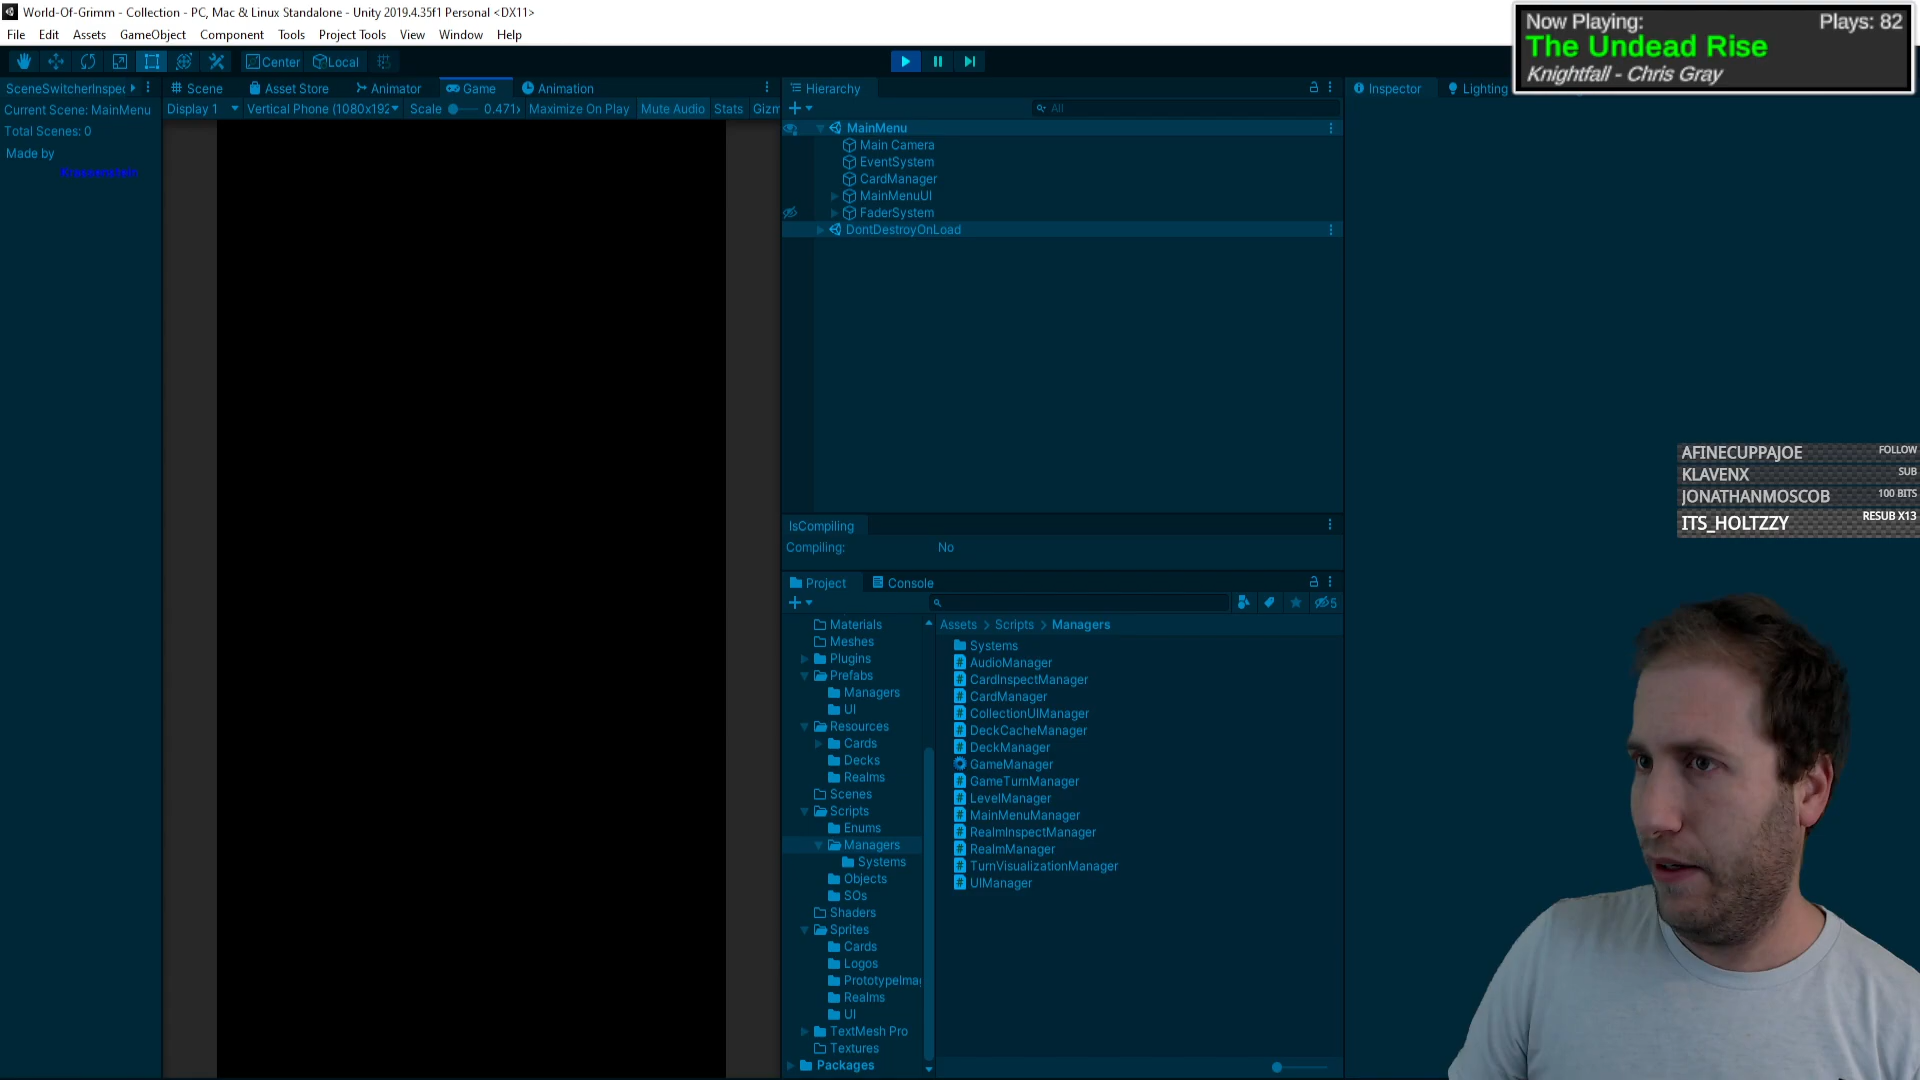 World-Of-Grimm - Collection - PC, Mac & Linux Standalone - Unity 2019.4.35f1 Personal <DX11>
File Edit Assets GameObject Component Tools Project Tools View Window Help
Now Playing: Plays: 82
The Undead Rise
Knightfall - Chris Gray
Center Local
SceneSwitcherInspec
Scene Asset Store Animator Game Animation
Hierarchy
Inspector Lighting
Current Scene: MainMenu
Display 1 Vertical Phone (1080x192 Scale 0.471x Maximize On Play Mute Audio Stats Gizm
All
Total Scenes: 0
Made by
MainMenu
Main Camera
EventSystem
CardManager
MainMenuUI
FaderSystem
DontDestroyOnLoad
AFINECUPPAJOE FOLLOW
KLAVENX SUB
JONATHANMOSCOB 100 BITS
ITS_HOLTZZY RESUB X13
IsCompiling
Compiling: No
Project Console
5
Assets > Scripts > Managers
Materials
Meshes
Plugins
Prefabs
Managers
UI
Resources
Cards
Decks
Realms
Scenes
Scripts
Enums
Managers
Systems
Objects
SOs
Shaders
Sprites
Cards
Logos
PrototypeImag
Realms
UI
TextMesh Pro
Textures
Packages
Systems
AudioManager
CardInspectManager
CardManager
CollectionUIManager
DeckCacheManager
DeckManager
GameManager
GameTurnManager
LevelManager
MainMenuManager
RealmInspectManager
RealmManager
TurnVisualizationManager
UIManager